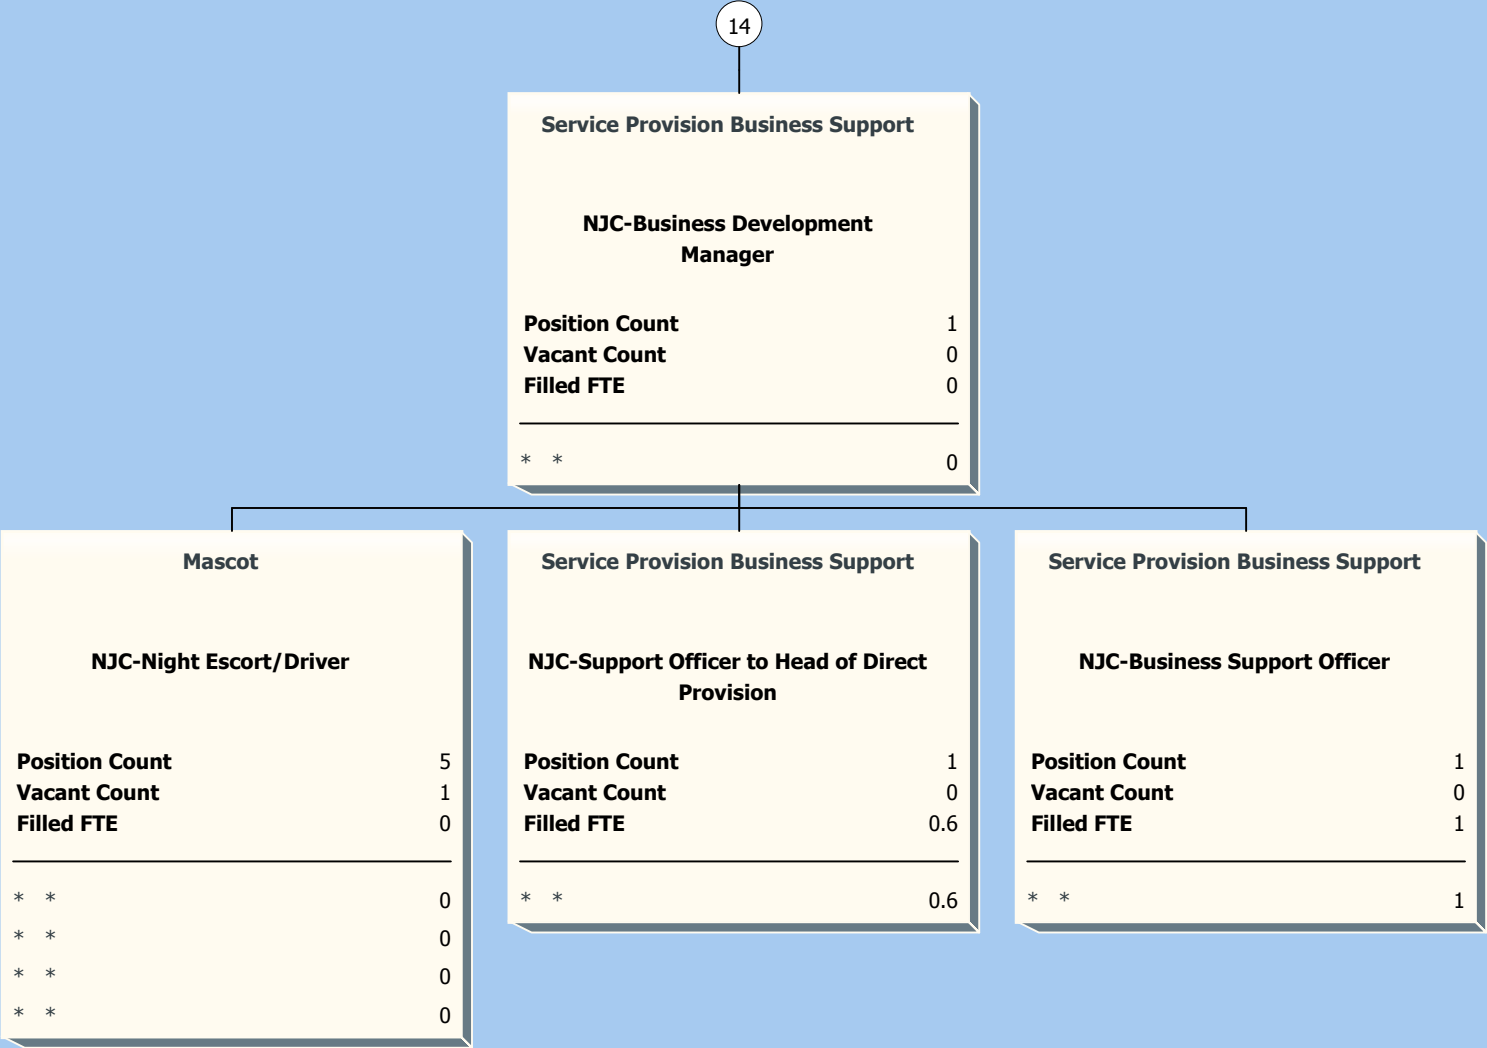 14
Service Provision Business Support
NJC-Business Development
Manager
Position Count 1
Vacant Count 0
Filled FTE 0
* * 0
Mascot
NJC-Night Escort/Driver
Position Count 5
Vacant Count 1
Filled FTE 0
* * 0
* * 0
* * 0
* * 0
Service Provision Business Support
NJC-Support Officer to Head of Direct
Provision
Position Count 1
Vacant Count 0
Filled FTE 0.6
* * 0.6
Service Provision Business Support
NJC-Business Support Officer
Position Count 1
Vacant Count 0
Filled FTE 1
* * 1